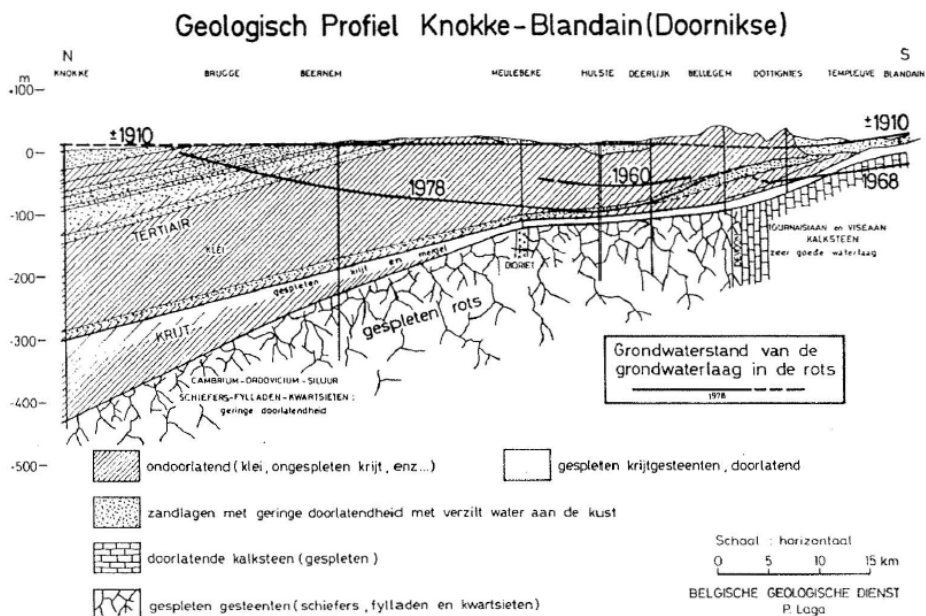 Geologisch Profiel Knokke-Blandain(Doornikse)
N
S
KNOKKE
BRUGGE
BEERNEM
MEULEBEKE
HULSTE
DEERLIJK
BELLEGEM
DOTTIGNIES
TEMPLEUVE
BLANDAIN
m
+100
±1910
±1910
0
1978
1960
1968
-100
TERTIAIR
KLEI
TOURNAISIAAN en VISEAAN
KALKSTEEN
zeer goede waterlaag
-200
gespleten krijt en mergel
DIORIET
gespleten rots
-300
KRIJT
Grondwaterstand van de
grondwaterlaag in de rots
1978
CAMBRIUM-ORDOVICIUM-SILUUR
SCHIEFERS-FYLLADEN-KWARTSIETEN:
geringe doorlatendheid
-400
-500
ondoorlatend (klei, ongespleten krijt, enz...)
gespleten krijtgesteenten, doorlatend
zandlagen met geringe doorlatendheid met verzilt water aan de kust
doorlatende kalksteen (gespleten)
gespleten gesteenten (schiefers, fylladen en kwartsieten)
Schaal : horizontaal
0 5 10 15 km
BELGISCHE GEOLOGISCHE DIENST
P. Laga